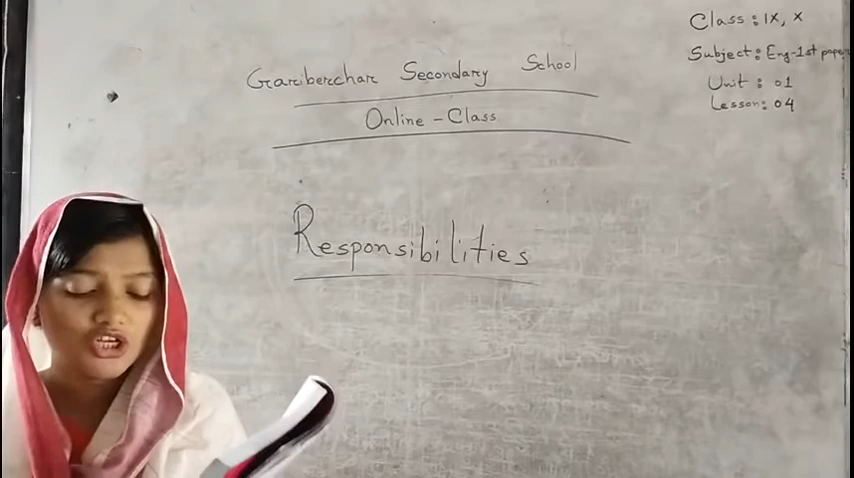 Gariberchar Secondary School
Online - Class
Responsibilities
Class : IX, X
Subject : Eng-1st paper
Unit : 01
Lesson : 04